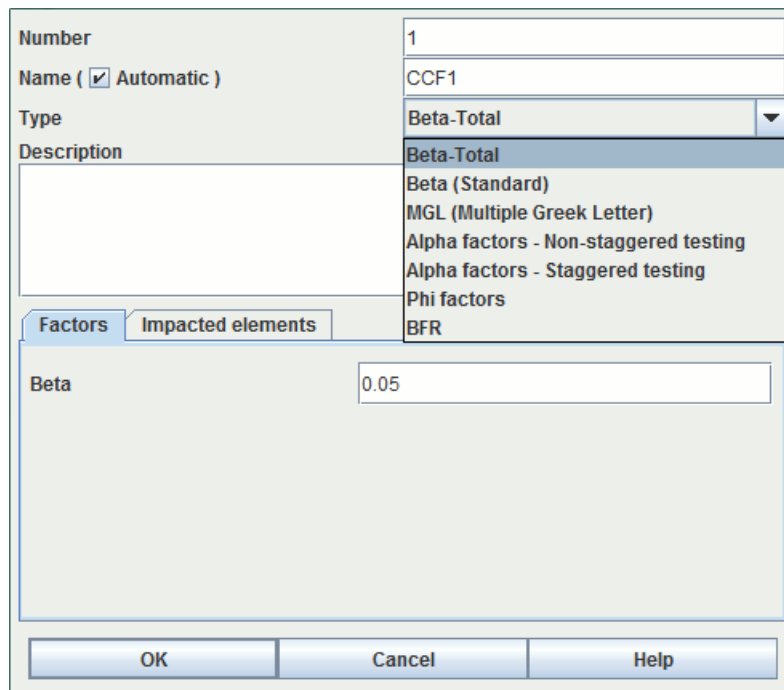 Number 1
Name ( Automatic ) CCF1
Type Beta-Total
Description
Beta-Total
Beta (Standard)
MGL (Multiple Greek Letter)
Alpha factors - Non-staggered testing
Alpha factors - Staggered testing
Phi factors
BFR
Factors Impacted elements
Beta 0.05
OK Cancel Help